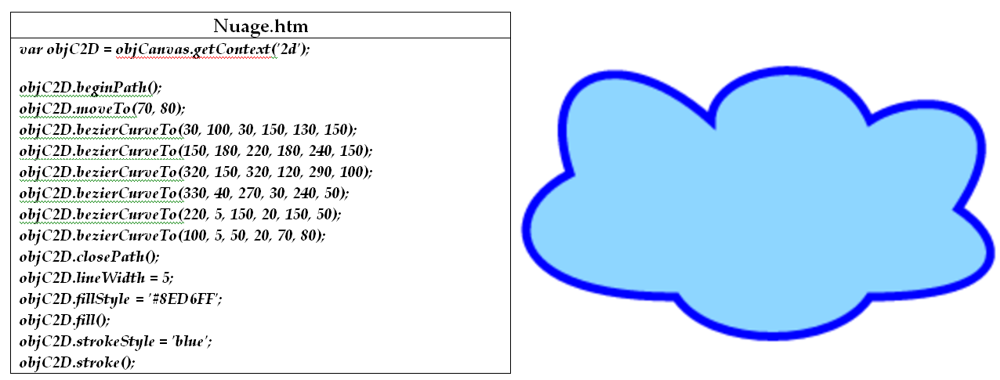 Nuage.htm
var objC2D = objCanvas.getContext('2d');
objC2D.beginPath();
objC2D.moveTo(70, 80);
objC2D.bezierCurveTo(30, 100, 30, 150, 130, 150);
objC2D.bezierCurveTo(150, 180, 220, 180, 240, 150);
objC2D.bezierCurveTo(320, 150, 320, 120, 290, 100);
objC2D.bezierCurveTo(330, 40, 270, 30, 240, 50);
objC2D.bezierCurveTo(220, 5, 150, 20, 150, 50);
objC2D.bezierCurveTo(100, 5, 50, 20, 70, 80);
objC2D.closePath();
objC2D.lineWidth = 5;
objC2D.fillStyle = '#8ED6FF';
objC2D.fill();
objC2D.strokeStyle = 'blue';
objC2D.stroke();